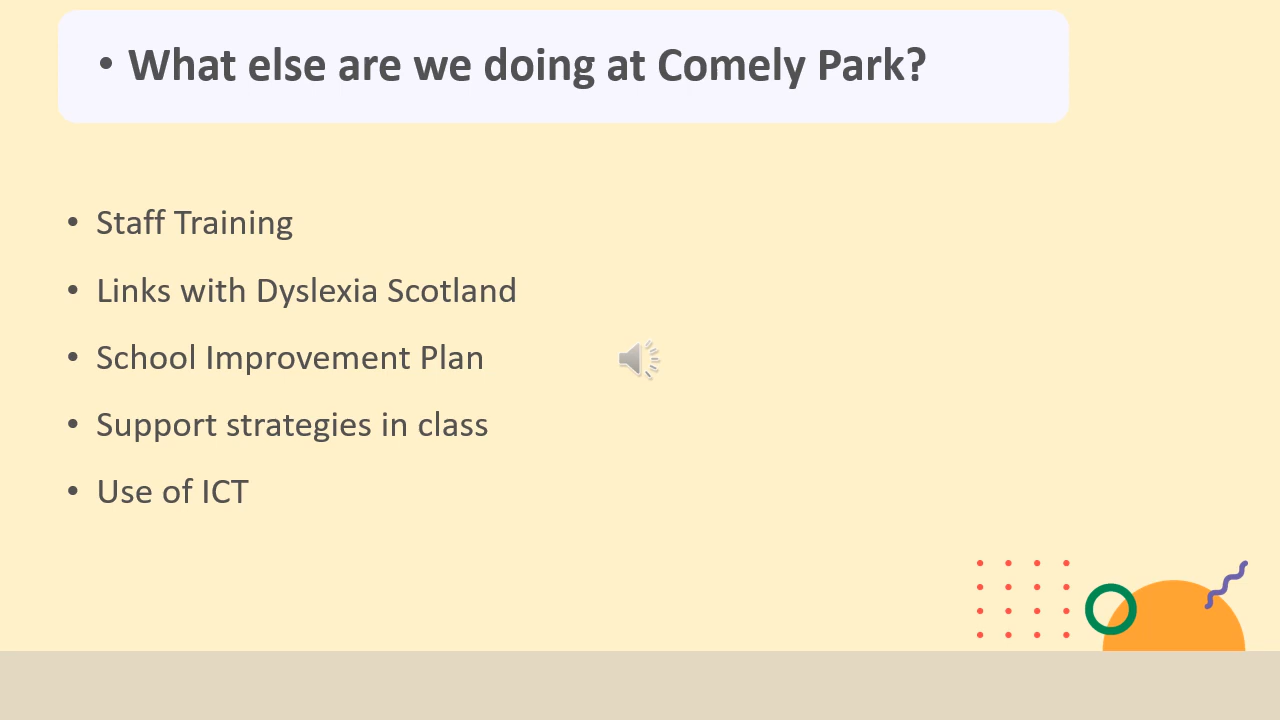 • What else are we doing at Comely Park?
• Staff Training
• Links with Dyslexia Scotland
• School Improvement Plan
• Support strategies in class
• Use of ICT